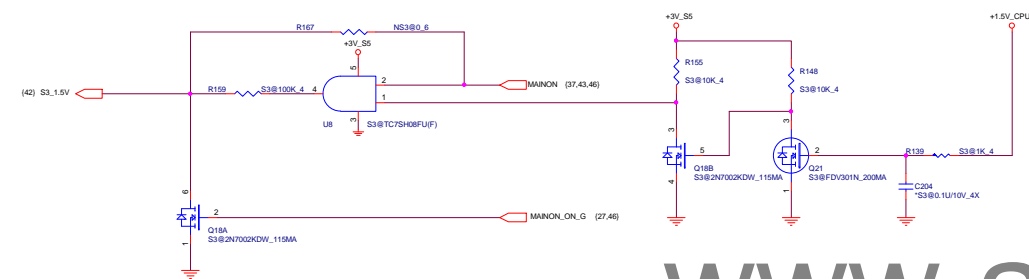 +3V_S5
+1.5V_CPU
R167
NS3@0_6
+3V_S5
5
R155
S3@10K_4
R148
S3@10K_4
(42) S3_1.5V
R159
S3@100K_4
4
2
1
MAINON (37,43,46)
3
U8
S3@TC7SH08FU(F)
3
5
4
Q18B
S3@2N7002KDW_115MA
3
2
1
Q21
S3@FDV301N_200MA
R139
S3@1K_4
C204
*S3@0.1U/10V_4X
6
2
1
MAINON_ON_G (27,46)
Q18A
S3@2N7002KDW_115MA